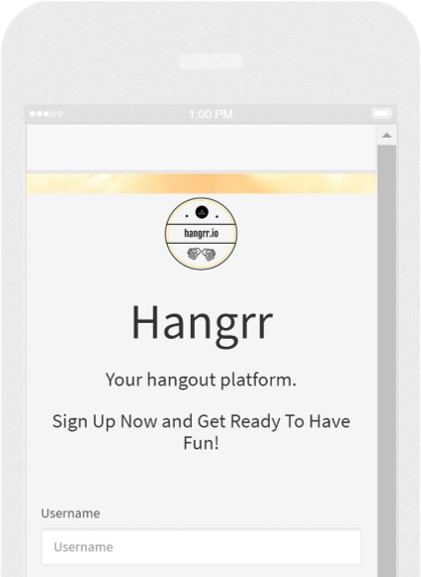 1:00 PM
hangrr.io
Hangrr
Your hangout platform.
Sign Up Now and Get Ready To Have
Fun!
Username
Username